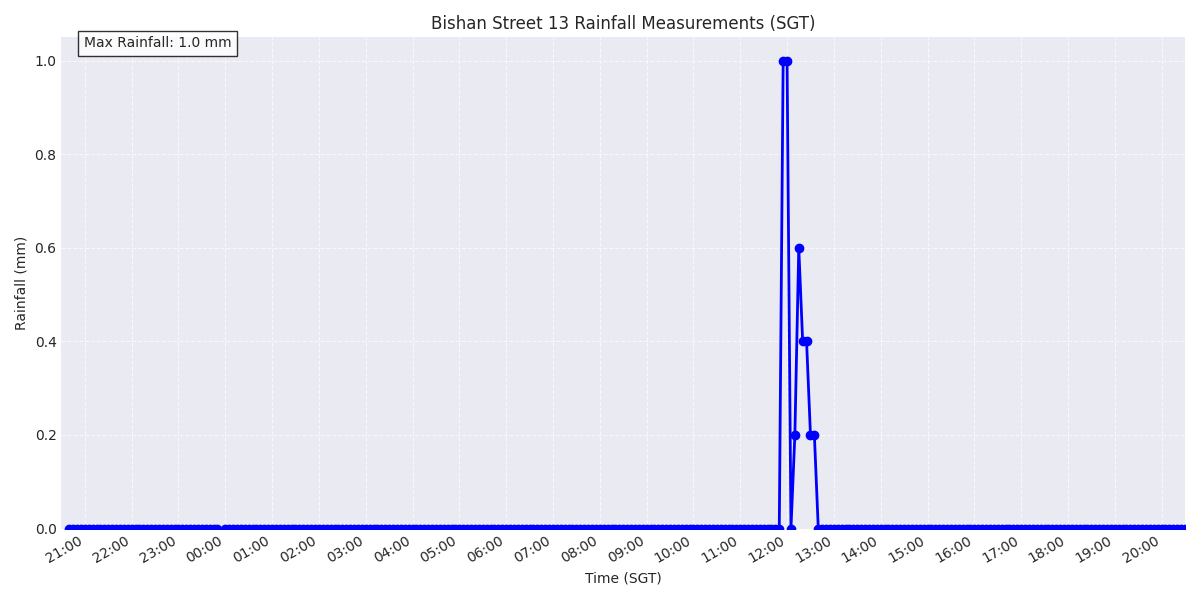 Bishan Street 13 Rainfall Measurements (SGT)
Max Rainfall: 1.0 mm
1.0
0.8
0.6
0.4
0.2
0.0
Rainfall (mm)
21:00 22:00 23:00 00:00 01:00 02:00 03:00 04:00 05:00 06:00 07:00 08:00 09:00 10:00 11:00 12:00 13:00 14:00 15:00 16:00 17:00 18:00 19:00 20:00
Time (SGT)